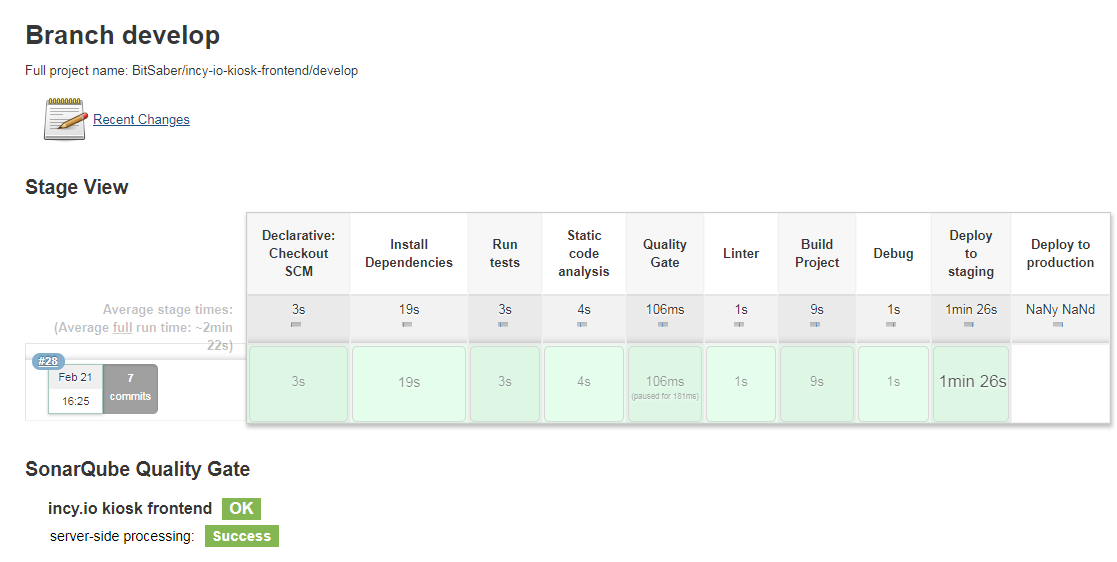 Branch develop
Full project name: BitSaber/incy-io-kiosk-frontend/develop
Recent Changes
Stage View
Declarative:
Checkout
SCM
Install
Dependencies
Run
tests
Static
code
analysis
Quality
Gate
Linter
Build
Project
Debug
Deploy
to
staging
Deploy to
production
Average stage times:
(Average full run time: ~2min
22s)
3s
19s
3s
4s
106ms
1s
9s
1s
1min 26s
NaNy NaNd
#28
Feb 21
16:25
7
commits
3s
19s
3s
4s
106ms
(paused for 181ms)
1s
9s
1s
1min 26s
SonarQube Quality Gate
incy.io kiosk frontend OK
server-side processing: Success